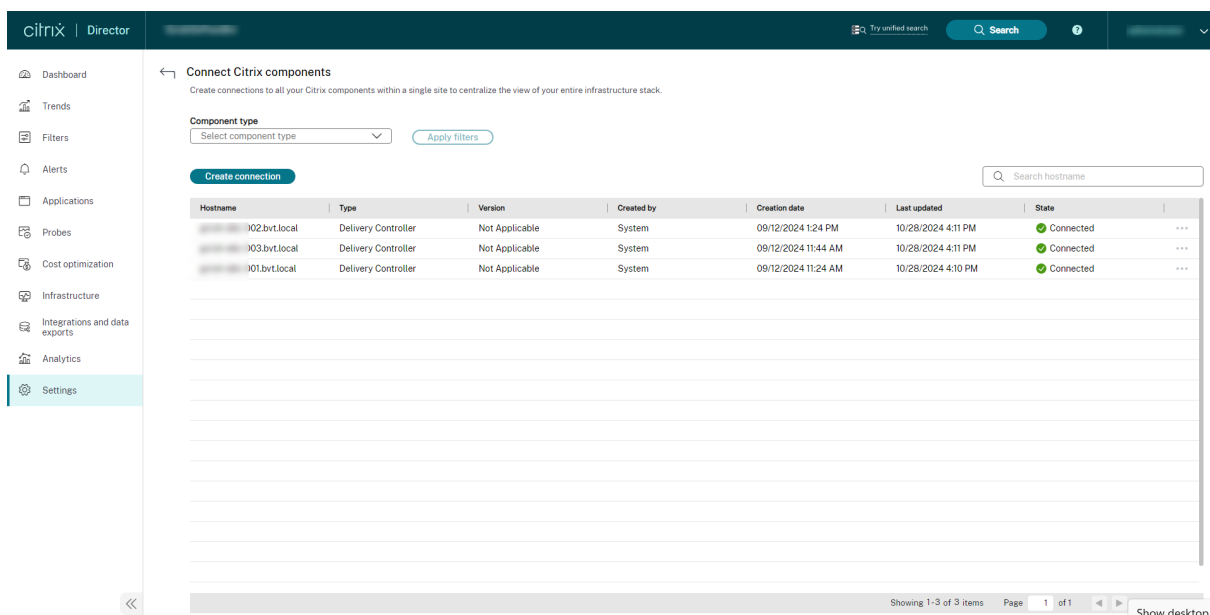 citrix | Director
Try unified search
Search
?
Dashboard
Trends
Filters
Alerts
Applications
Probes
Cost optimization
Infrastructure
Integrations and data
exports
Analytics
Settings
Connect Citrix components
Create connections to all your Citrix components within a single site to centralize the view of your entire infrastructure stack.
Component type
Select component type
Apply filters
Create connection
Search hostname
Hostname Type Version Created by Creation date Last updated State
002.bvt.local Delivery Controller Not Applicable System 09/12/2024 1:24 PM 10/28/2024 4:11 PM Connected
003.bvt.local Delivery Controller Not Applicable System 09/12/2024 11:44 AM 10/28/2024 4:11 PM Connected
001.bvt.local Delivery Controller Not Applicable System 09/12/2024 11:24 AM 10/28/2024 4:10 PM Connected
Showing 1-3 of 3 items Page 1 of 1
Show desktop